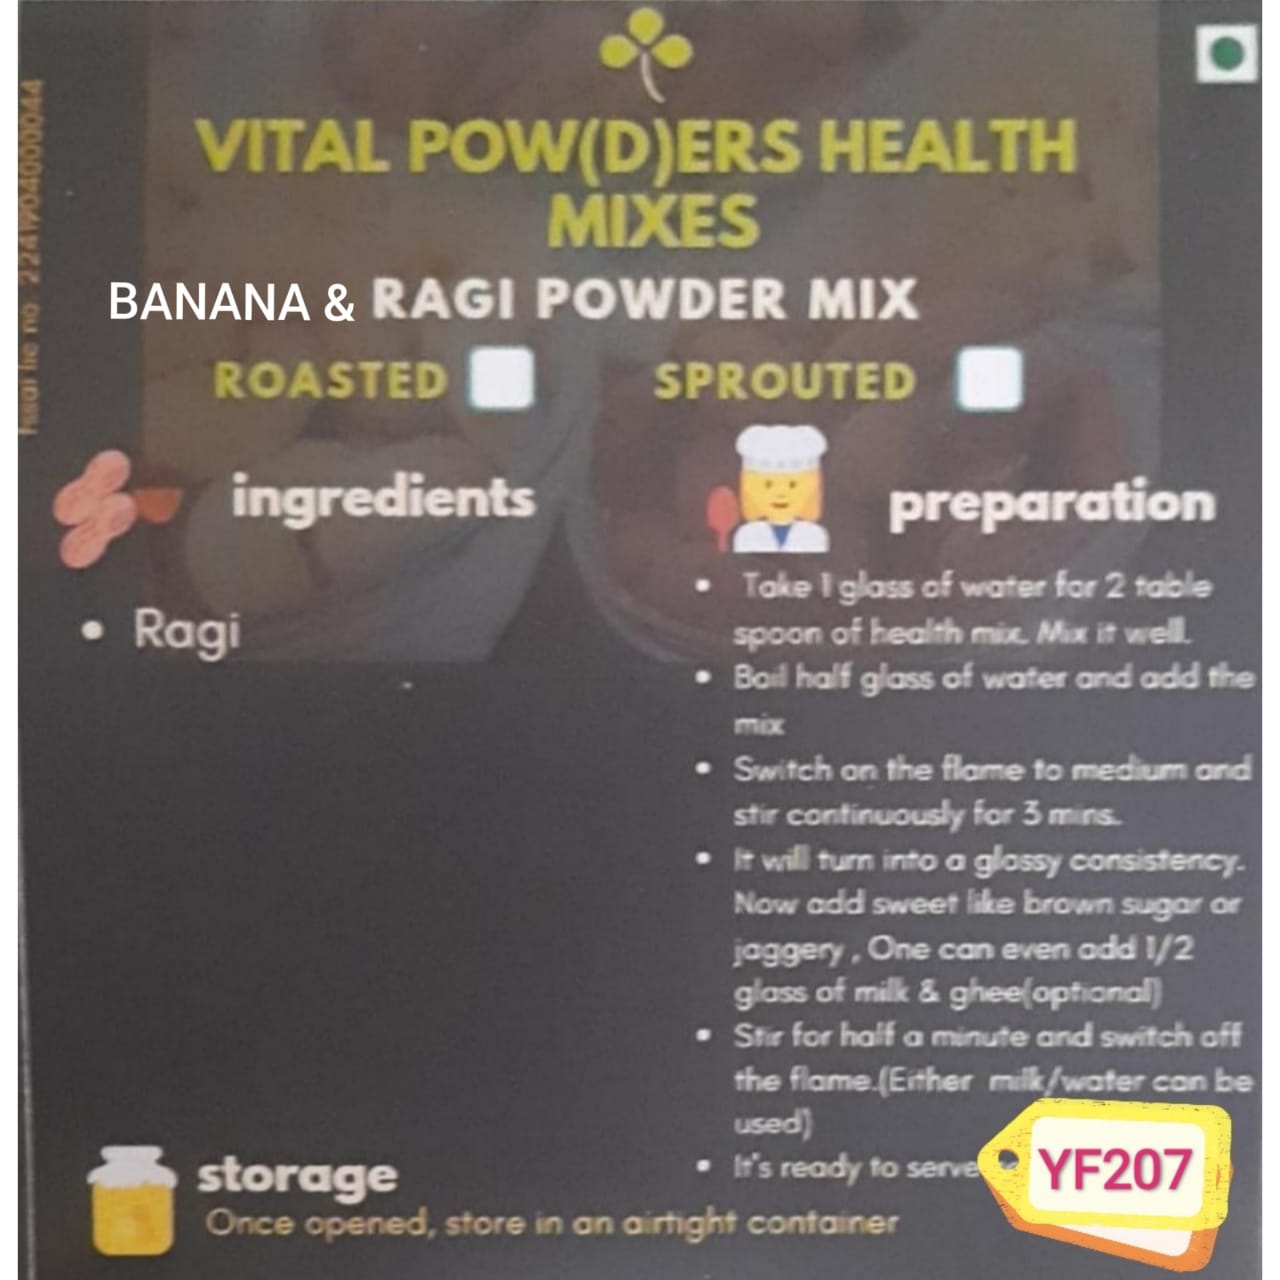 VITAL POW(D)ERS HEALTH
MIXES
BANANA & RAGI POWDER MIX
ROASTED
SPROUTED
ingredients
• Ragi
preparation
• Take 1 glass of water for 2 table
spoon of health mix. Mix it well.
• Boil half glass of water and add the
mix
• Switch on the flame to medium and
stir continuously for 3 mins.
• It will turn into a glossy consistency.
Now add sweet like brown sugar or
jaggery , One can even add 1/2
glass of milk & ghee(optional)
• Stir for half a minute and switch off
the flame.(Either milk/water can be
used)
• It's ready to serve
storage
Once opened, store in an airtight container
YF207
fssai lic no 22419040000044